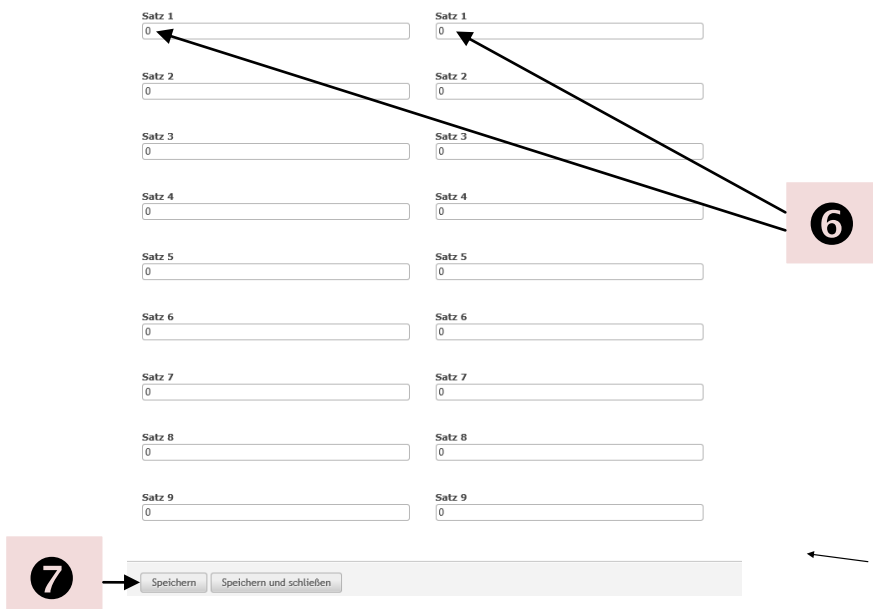 Satz 1 Satz 1
0 0
Satz 2 Satz 2
0 0
Satz 3 Satz 3
0 0
Satz 4 Satz 4
0 0
6
Satz 5 Satz 5
0 0
Satz 6 Satz 6
0 0
Satz 7 Satz 7
0 0
Satz 8 Satz 8
0 0
Satz 9 Satz 9
0 0
7 Speichern Speichern und schließen